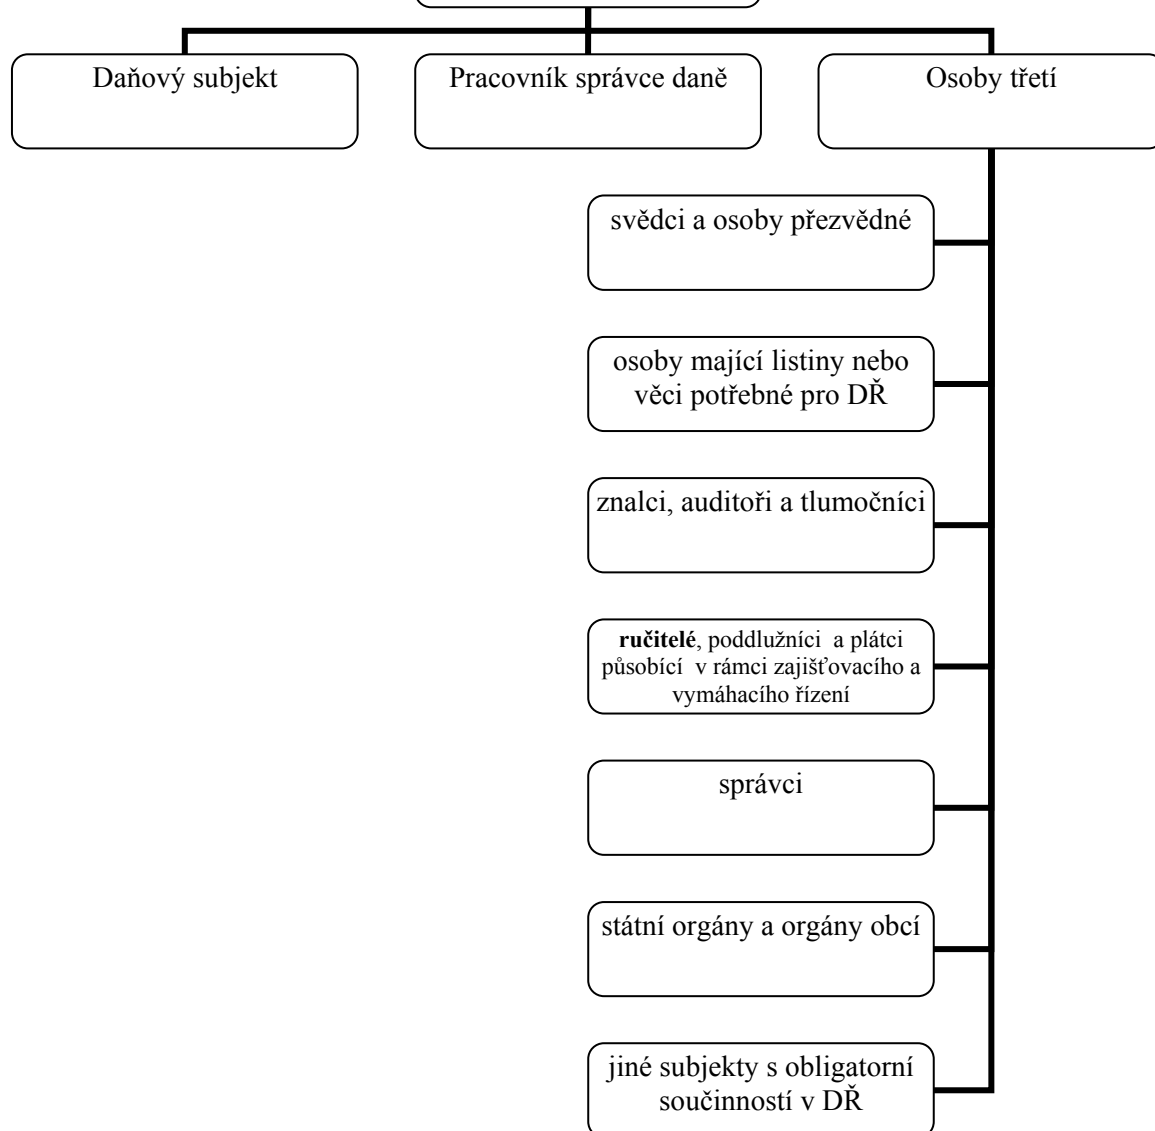 Daňový subjekt
Pracovník správce daně
Osoby třetí
svědci a osoby přezvědné
osoby mající listiny nebo
věci potřebné pro DŘ
znalci, auditoři a tlumočníci
ručitelé, poddlužníci a plátci
působící v rámci zajišťovacího a
vymáhacího řízení
správci
státní orgány a orgány obcí
jiné subjekty s obligatorní
součinností v DŘ